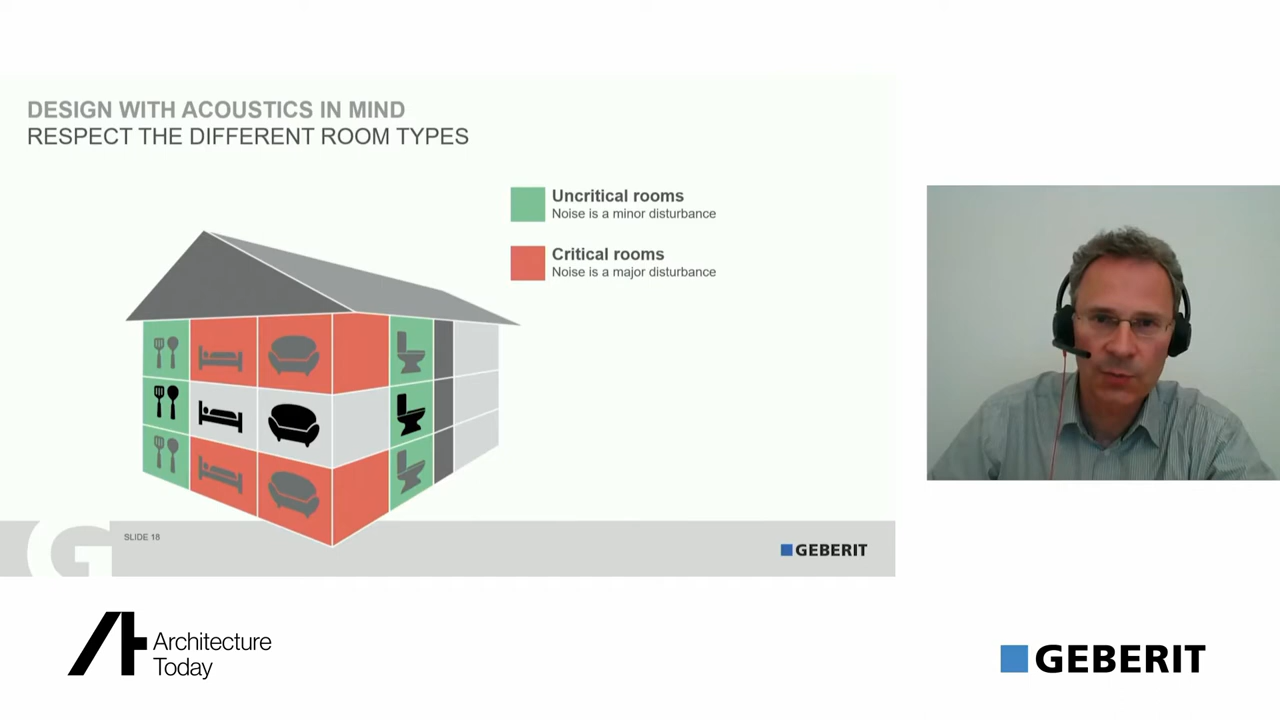 DESIGN WITH ACOUSTICS IN MIND
RESPECT THE DIFFERENT ROOM TYPES
Uncritical rooms
Noise is a minor disturbance
Critical rooms
Noise is a major disturbance
SLIDE 18
GEBERIT
Architecture
Today
GEBERIT